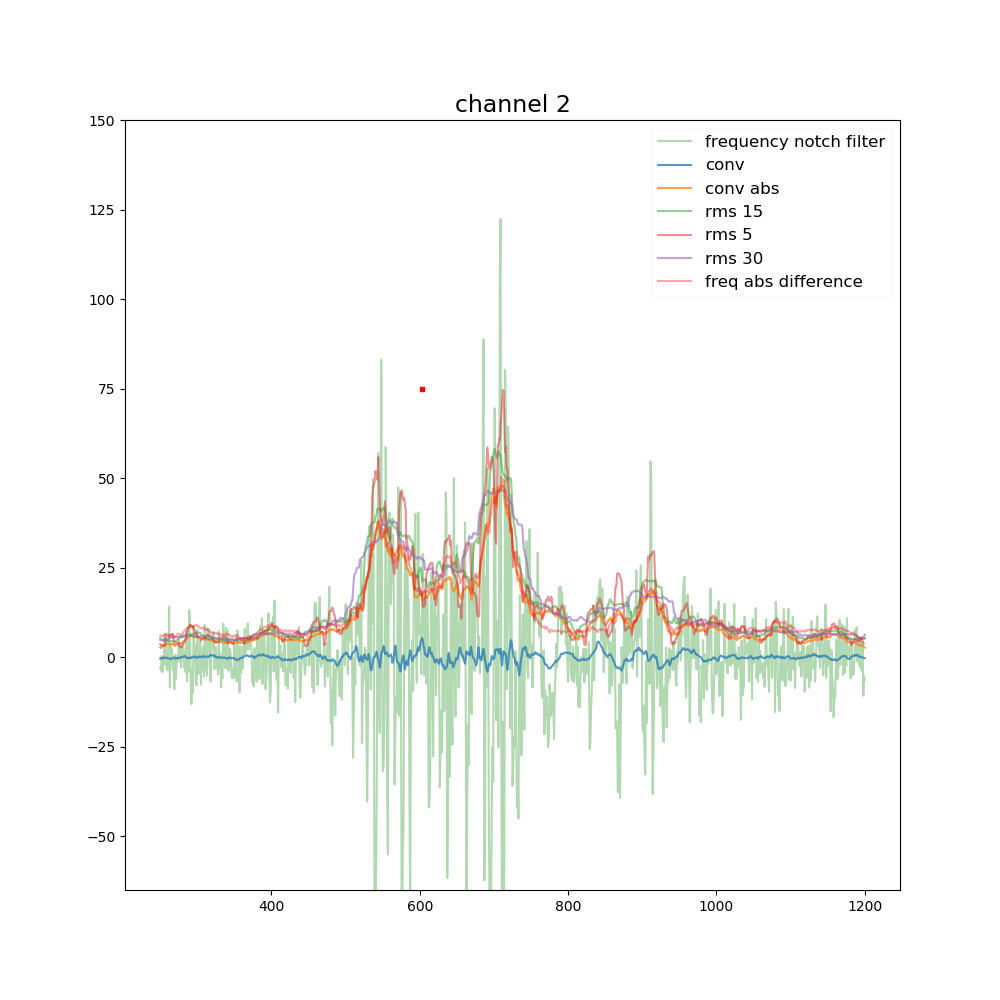 channel 2
150
125
100
75
50
25
0
−25
−50
frequency notch filter
conv
conv abs
rms 15
rms 5
rms 30
freq abs difference
400
600
800
1000
1200